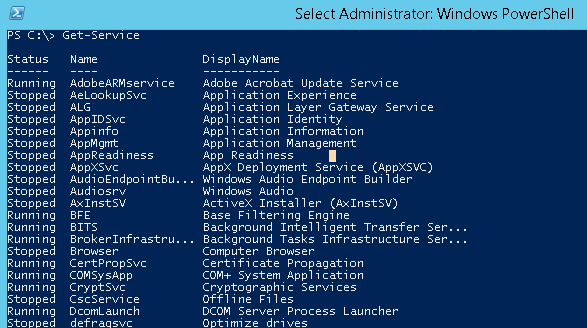 Select Administrator: Windows PowerShell
PS C:\> Get-Service
Status Name DisplayName
------ ---- -----------
Running AdobeARMservice Adobe Acrobat Update Service
Stopped AeLookupSvc Application Experience
Stopped ALG Application Layer Gateway Service
Stopped AppIDSvc Application Identity
Stopped Appinfo Application Information
Stopped AppMgmt Application Management
Stopped AppReadiness App Readiness
Stopped AppXSvc AppX Deployment Service (AppXSVC)
Stopped AudioEndpointBu... Windows Audio Endpoint Builder
Stopped Audiosrv Windows Audio
Stopped AxInstSV ActiveX Installer (AxInstSV)
Running BFE Base Filtering Engine
Running BITS Background Intelligent Transfer Ser...
Running BrokerInfrastru... Background Tasks Infrastructure Ser...
Stopped Browser Computer Browser
Running CertPropSvc Certificate Propagation
Running COMSysApp COM+ System Application
Running CryptSvc Cryptographic Services
Stopped CscService Offline Files
Running DcomLaunch DCOM Server Process Launcher
Stopped defragsvc Optimize drives